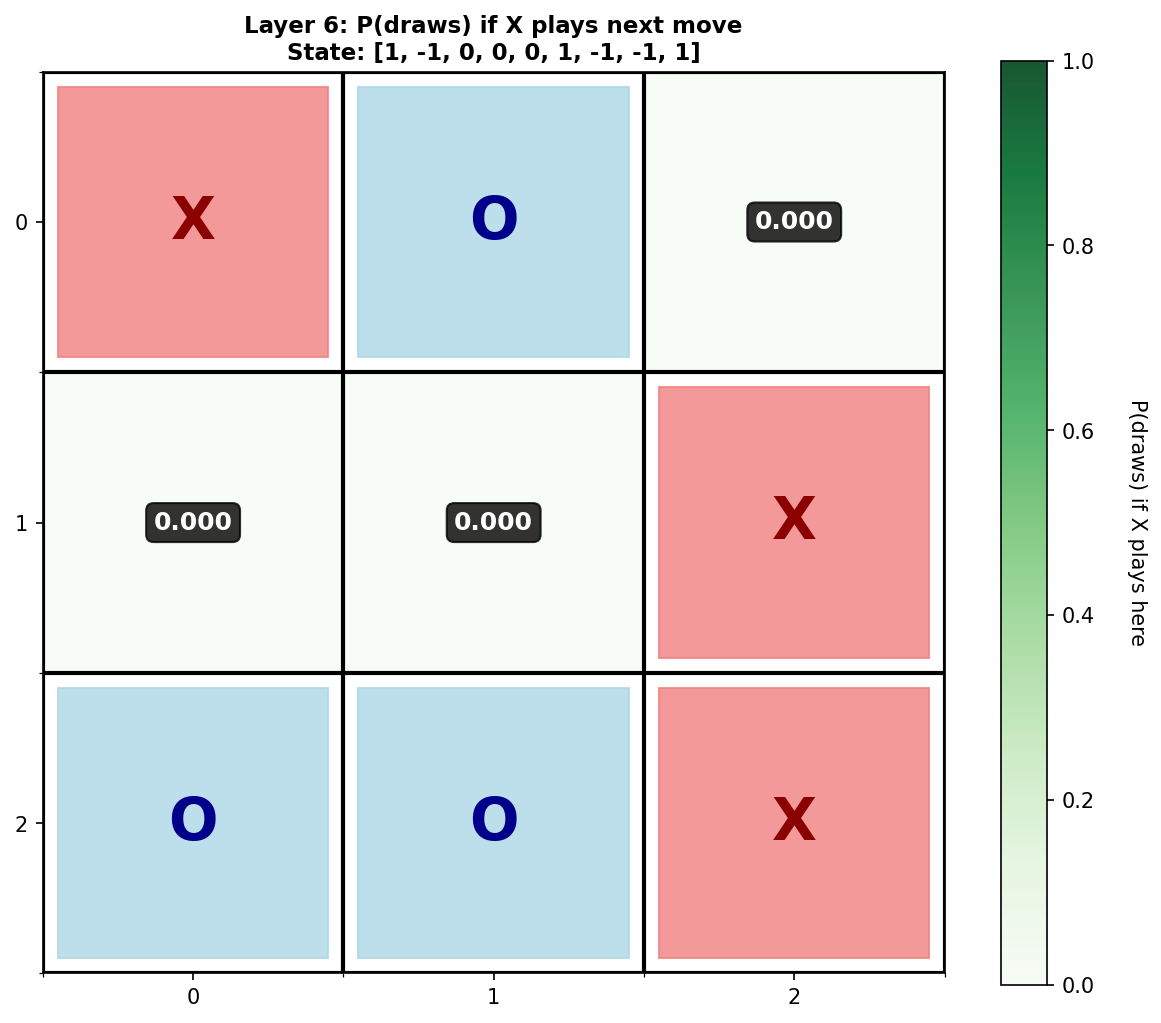 Layer 6: P(draws) if X plays next move
State: [1, -1, 0, 0, 0, 1, -1, -1, 1]
X
O
0.000
0
0.000
0.000
X
1
O
O
X
2
0
1
2
1.0
0.8
0.6
0.4
0.2
0.0
P(draws) if X plays here